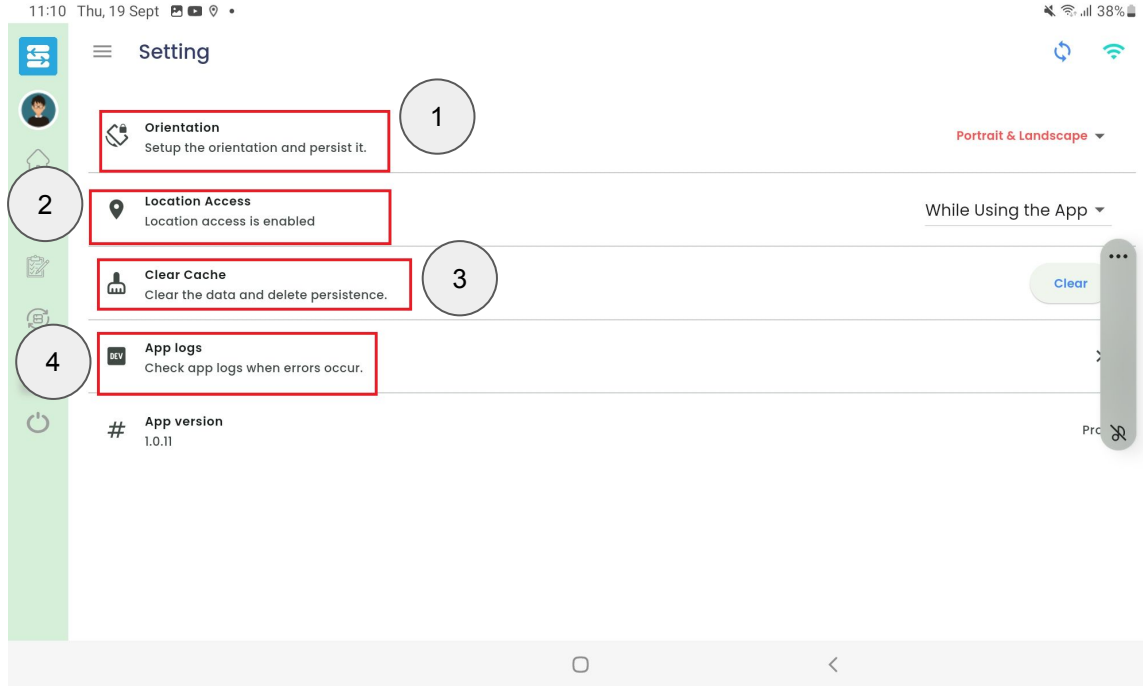 11:10 Thu, 19 Sept 38%
Setting
1
Orientation
Setup the orientation and persist it.
Portrait & Landscape
2
Location Access
Location access is enabled
While Using the App
3
Clear Cache
Clear the data and delete persistence.
Clear
4
DEV
App logs
Check app logs when errors occur.
# App version
1.0.11